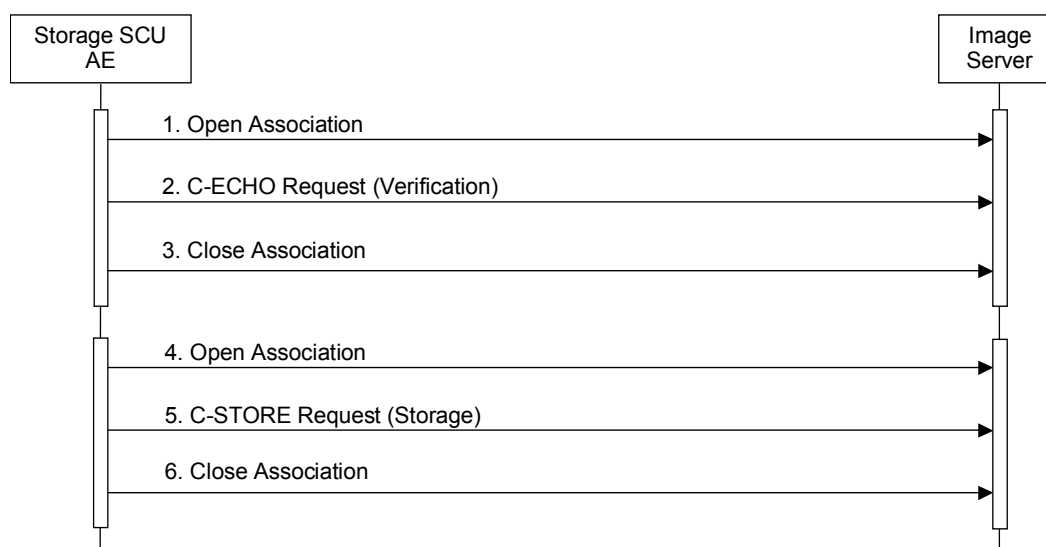 Storage SCU
AE
Image
Server
1. Open Association
2. C-ECHO Request (Verification)
3. Close Association
4. Open Association
5. C-STORE Request (Storage)
6. Close Association